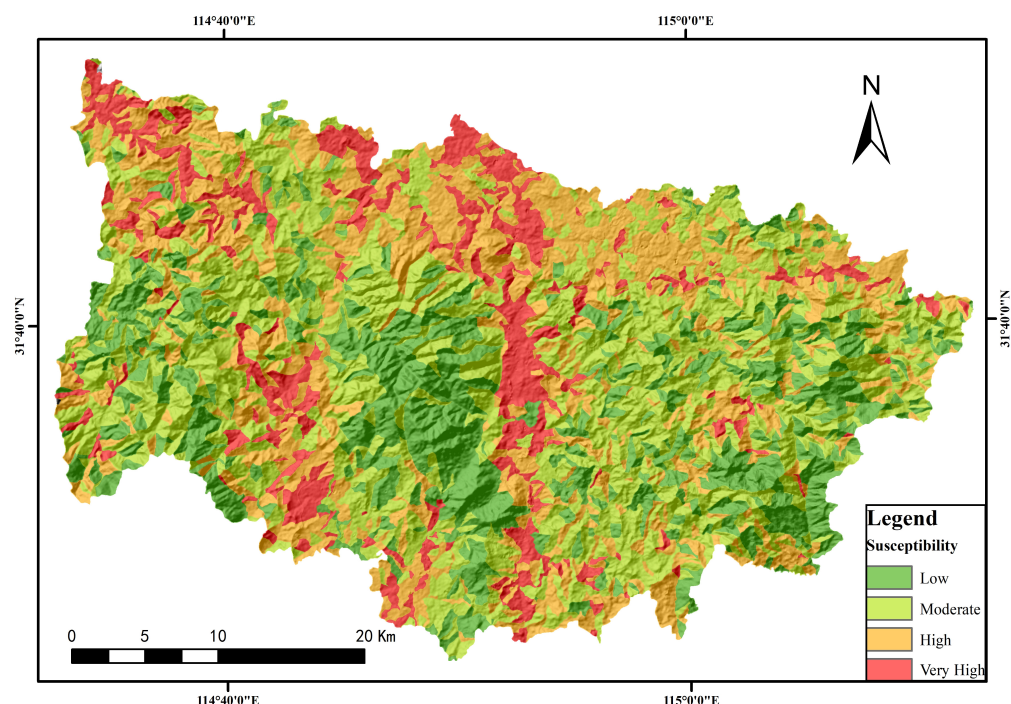 114°40'0"E 115°0'0"E
N
31°40'0"N 31°40'0"N
Legend
Susceptibility
Low
Moderate
High
Very High
0 5 10 20 Km
114°40'0"E 115°0'0"E